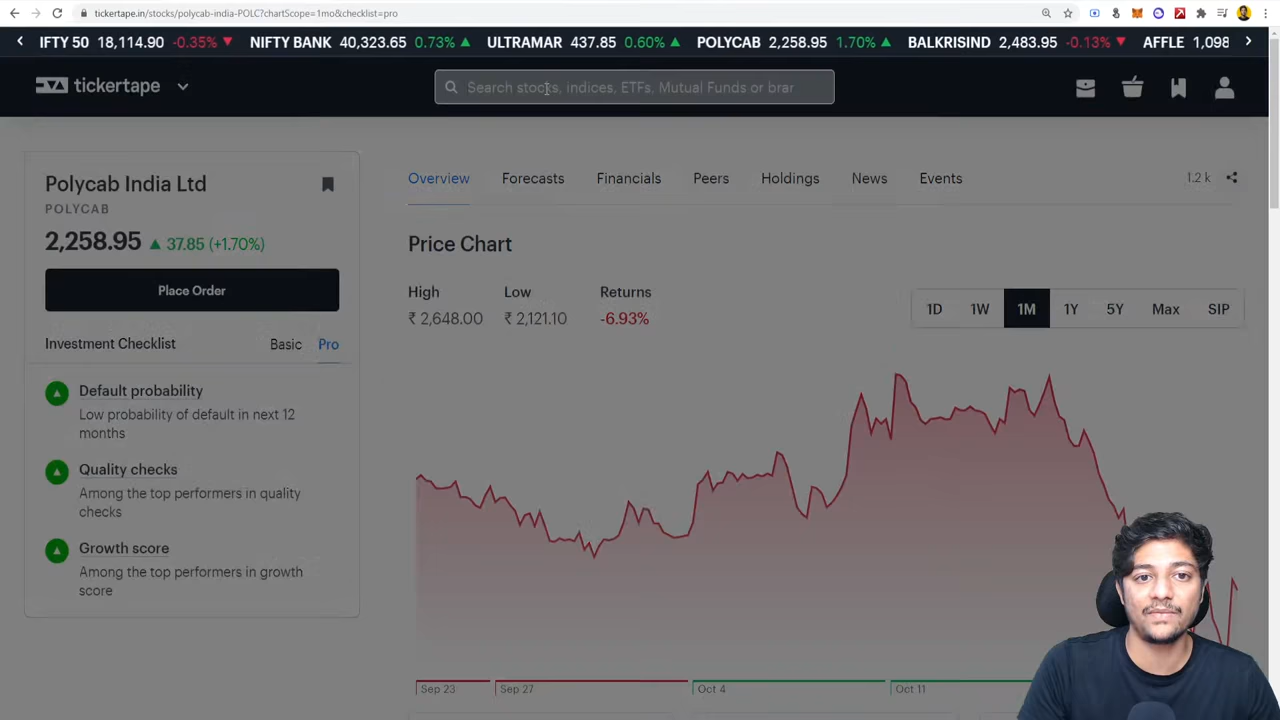 tickertape.in/stocks/polycab-india-POLC?chartScope=1mo&checklist=pro
IFTY 50 18,114.90 -0.35% NIFTY BANK 40,323.65 0.73% ULTRAMAR 437.85 0.60% POLYCAB 2,258.95 1.70% BALKRISIND 2,483.95 -0.13% AFFLE 1,098
tickertape
Search stocks, indices, ETFs, Mutual Funds or brar
Polycab India Ltd
POLYCAB
2,258.95 37.85 (+1.70%)
Place Order
Investment Checklist Basic Pro
Default probability
Low probability of default in next 12
months
Quality checks
Among the top performers in quality
checks
Growth score
Among the top performers in growth
score
Overview Forecasts Financials Peers Holdings News Events 1.2 k
Price Chart
High Low Returns
₹ 2,648.00 ₹ 2,121.10 -6.93%
1D 1W 1M 1Y 5Y Max SIP
Sep 23 Sep 27 Oct 4 Oct 11